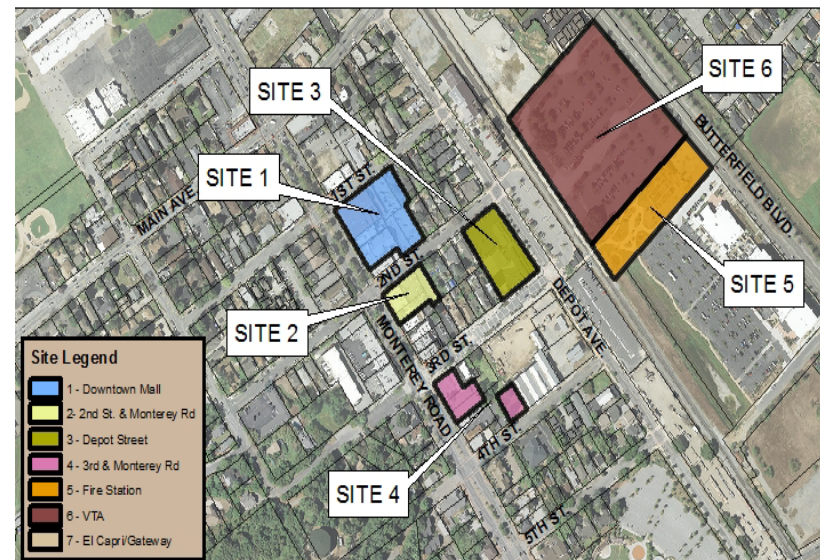 SITE 6
SITE 3
BUTTERFIELD BLVD
SITE 1
1ST ST.
MAIN AVE
2ND ST.
SITE 5
DEPOT AVE
SITE 2
MONTEREY ROAD
3RD ST.
4TH ST.
SITE 4
5TH ST.
Site Legend
1 - Downtown Mall
2- 2nd St. & Monterey Rd
3 - Depot Street
4 - 3rd & Monterey Rd
5 - Fire Station
6 - VTA
7 - El Capri/Gateway